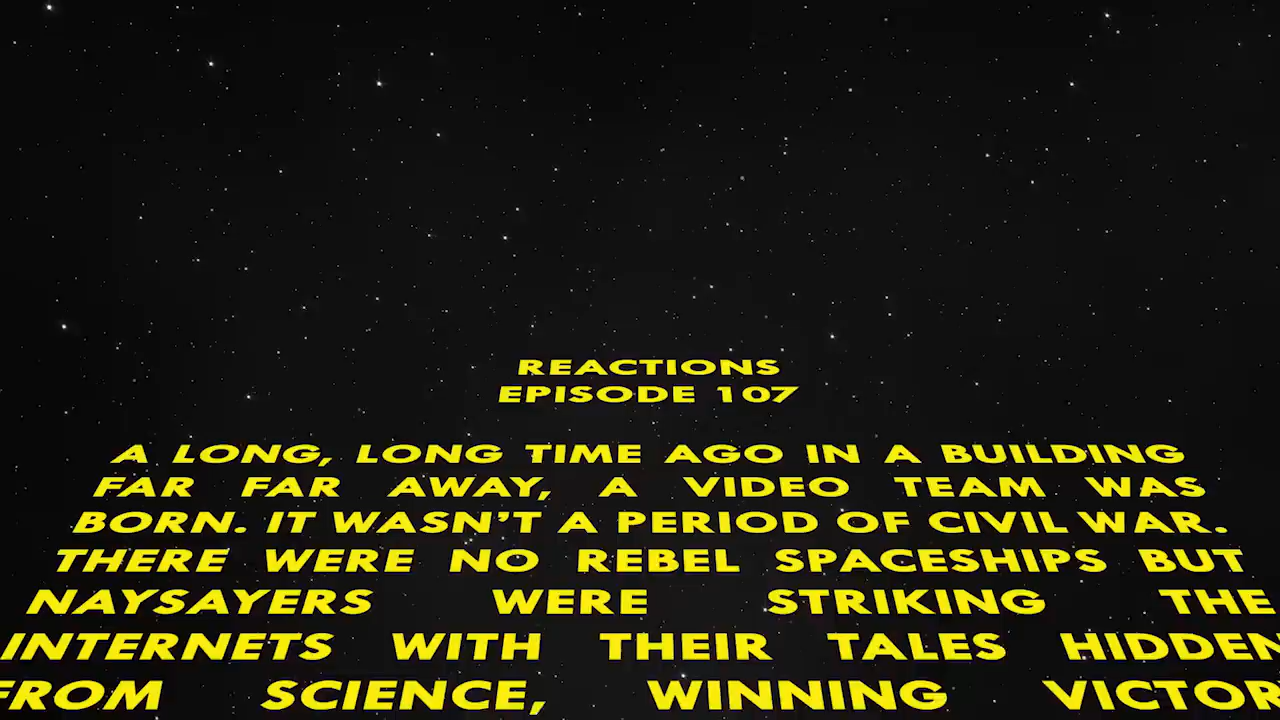 REACTIONS
EPISODE 107
A LONG, LONG TIME AGO IN A BUILDING
FAR FAR AWAY, A VIDEO TEAM WAS
BORN. IT WASN'T A PERIOD OF CIVIL WAR.
THERE WERE NO REBEL SPACESHIPS BUT
NAYSAYERS WERE STRIKING THE
INTERNETS WITH THEIR TALES HIDDEN
FROM SCIENCE, WINNING VICTORY